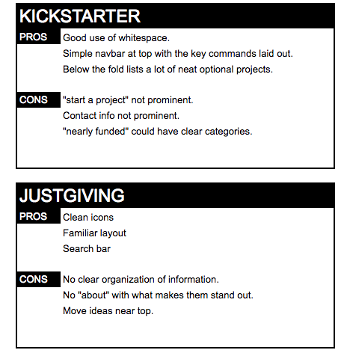 KICKSTARTER
PROS Good use of whitespace.
Simple navbar at top with the key commands laid out.
Below the fold lists a lot of neat optional projects.
CONS "start a project" not prominent.
Contact info not prominent.
"nearly funded" could have clear categories.
JUSTGIVING
PROS Clean icons
Familiar layout
Search bar
CONS No clear organization of information.
No "about" with what makes them stand out.
Move ideas near top.